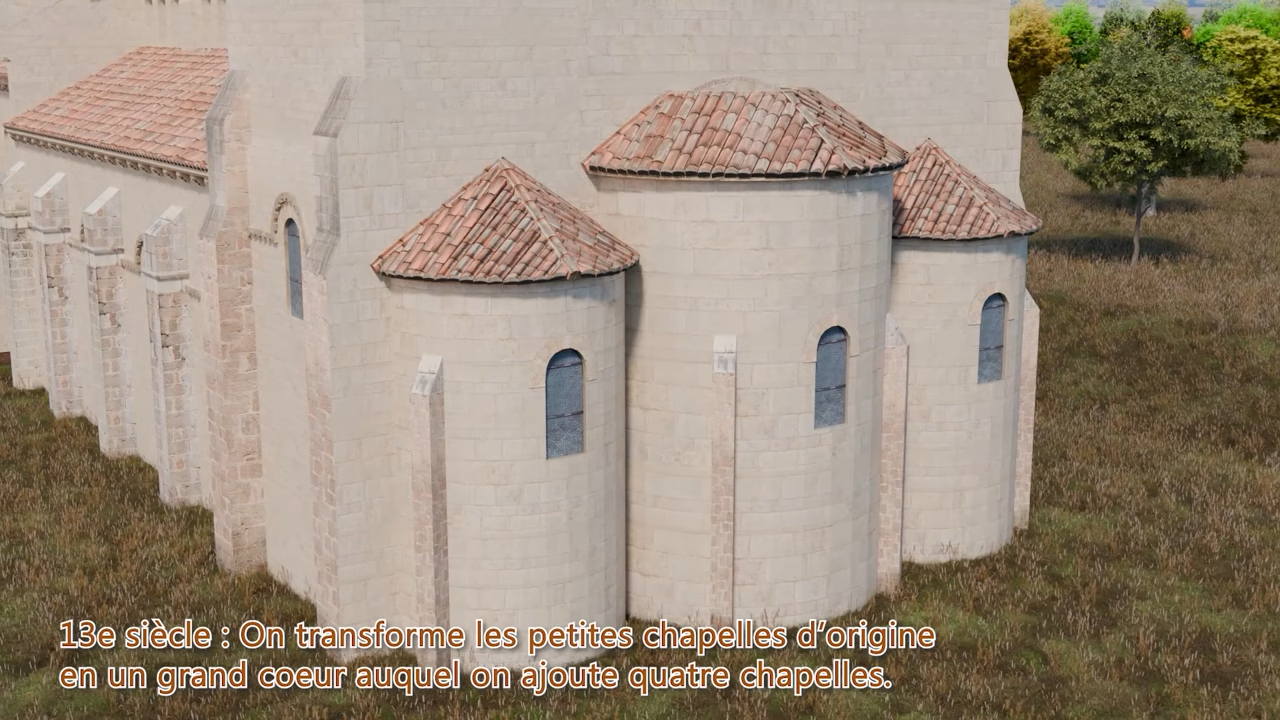 13e siècle : On transforme les petites chapelles d’origine
en un grand coeur auquel on ajoute quatre chapelles.